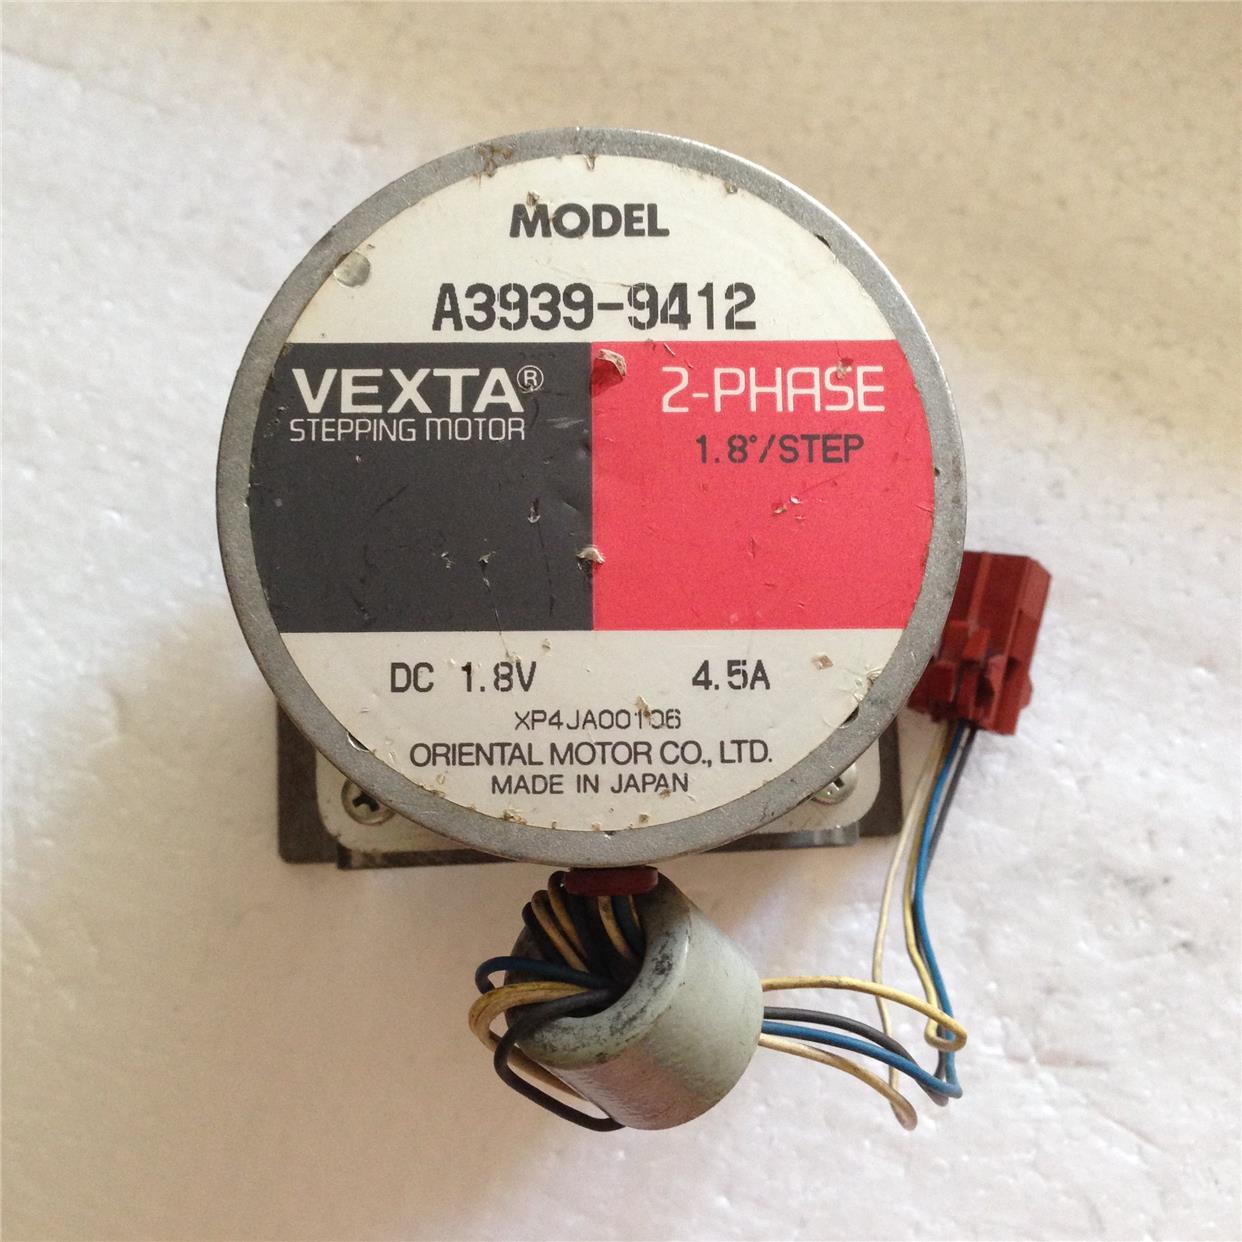 MODEL
A3939-9412
VEXTA®
STEPPING MOTOR
2-PHASE
1.8°/STEP
DC 1.8V 4.5A
XP4JA00106
ORIENTAL MOTOR CO., LTD.
MADE IN JAPAN